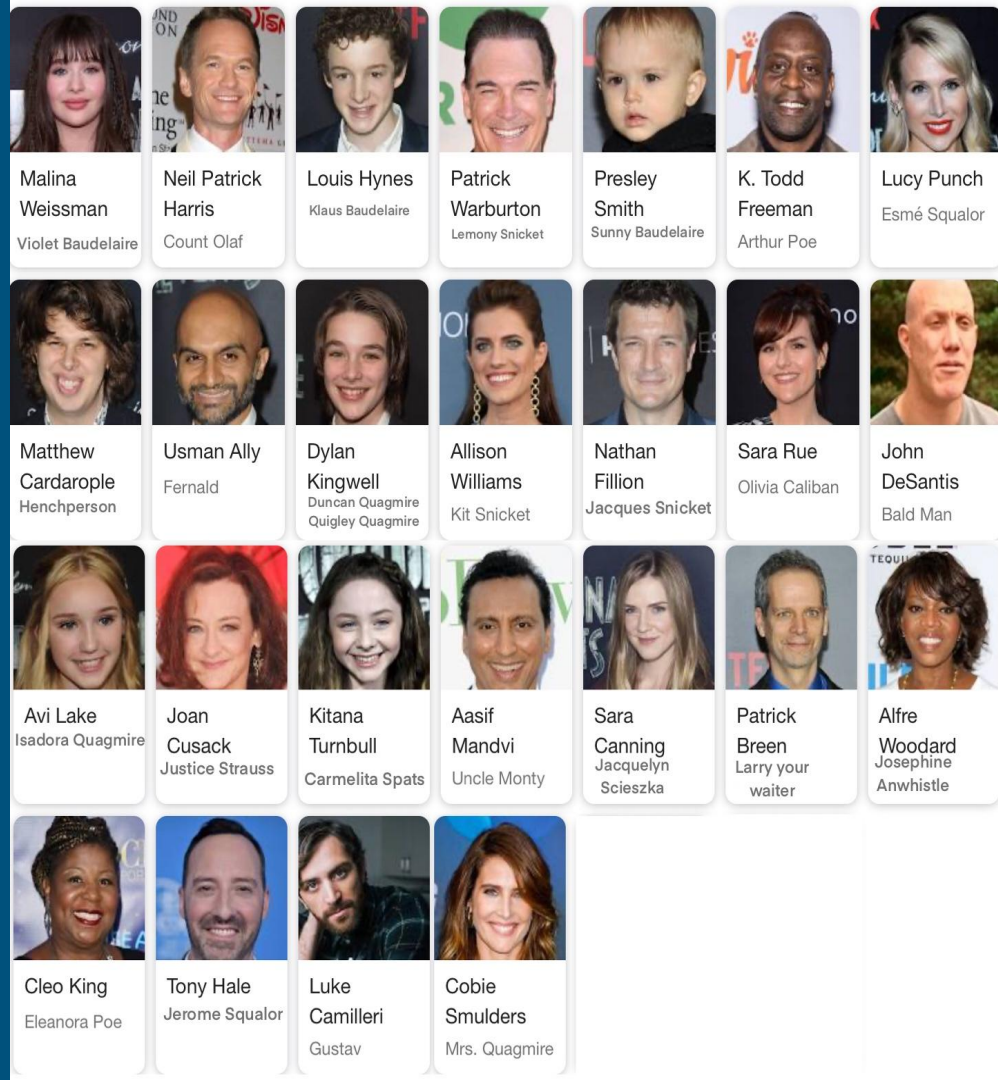 Malina
Weissman
Violet Baudelaire
Neil Patrick
Harris
Count Olaf
Louis Hynes
Klaus Baudelaire
Patrick
Warburton
Lemony Snicket
Presley
Smith
Sunny Baudelaire
K. Todd
Freeman
Arthur Poe
Lucy Punch
Esmé Squalor
Matthew
Cardarople
Henchperson
Usman Ally
Fernald
Dylan
Kingwell
Duncan Quagmire
Quigley Quagmire
Allison
Williams
Kit Snicket
Nathan
Fillion
Jacques Snicket
Sara Rue
Olivia Caliban
John
DeSantis
Bald Man
Avi Lake
Isadora Quagmire
Joan
Cusack
Justice Strauss
Kitana
Turnbull
Carmelita Spats
Aasif
Mandvi
Uncle Monty
Sara
Canning
Jacquelyn
Scieszka
Patrick
Breen
Larry your
waiter
TEQUI
Alfre
Woodard
Josephine
Anwhistle
Cleo King
Eleanora Poe
Tony Hale
Jerome Squalor
Luke
Camilleri
Gustav
Cobie
Smulders
Mrs. Quagmire